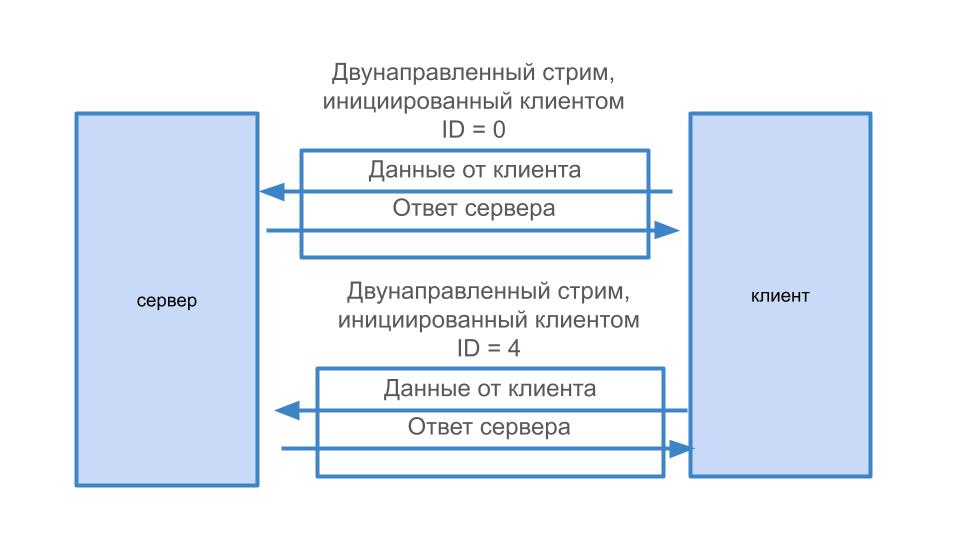 Двунаправленный стрим,
инициированный клиентом
ID = 0
Данные от клиента
Ответ сервера
сервер
клиент
Двунаправленный стрим,
инициированный клиентом
ID = 4
Данные от клиента
Ответ сервера